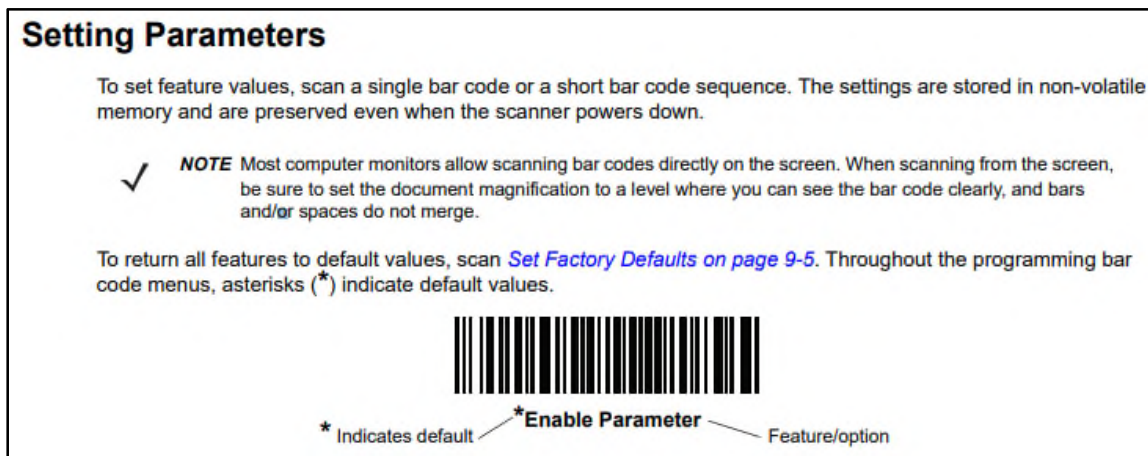 Setting Parameters
To set feature values, scan a single bar code or a short bar code sequence. The settings are stored in non-volatile
memory and are preserved even when the scanner powers down.
✓ NOTE Most computer monitors allow scanning bar codes directly on the screen. When scanning from the screen,
be sure to set the document magnification to a level where you can see the bar code clearly, and bars
and/or spaces do not merge.
To return all features to default values, scan Set Factory Defaults on page 9-5. Throughout the programming bar
code menus, asterisks (*) indicate default values.
*Enable Parameter
* Indicates default Feature/option